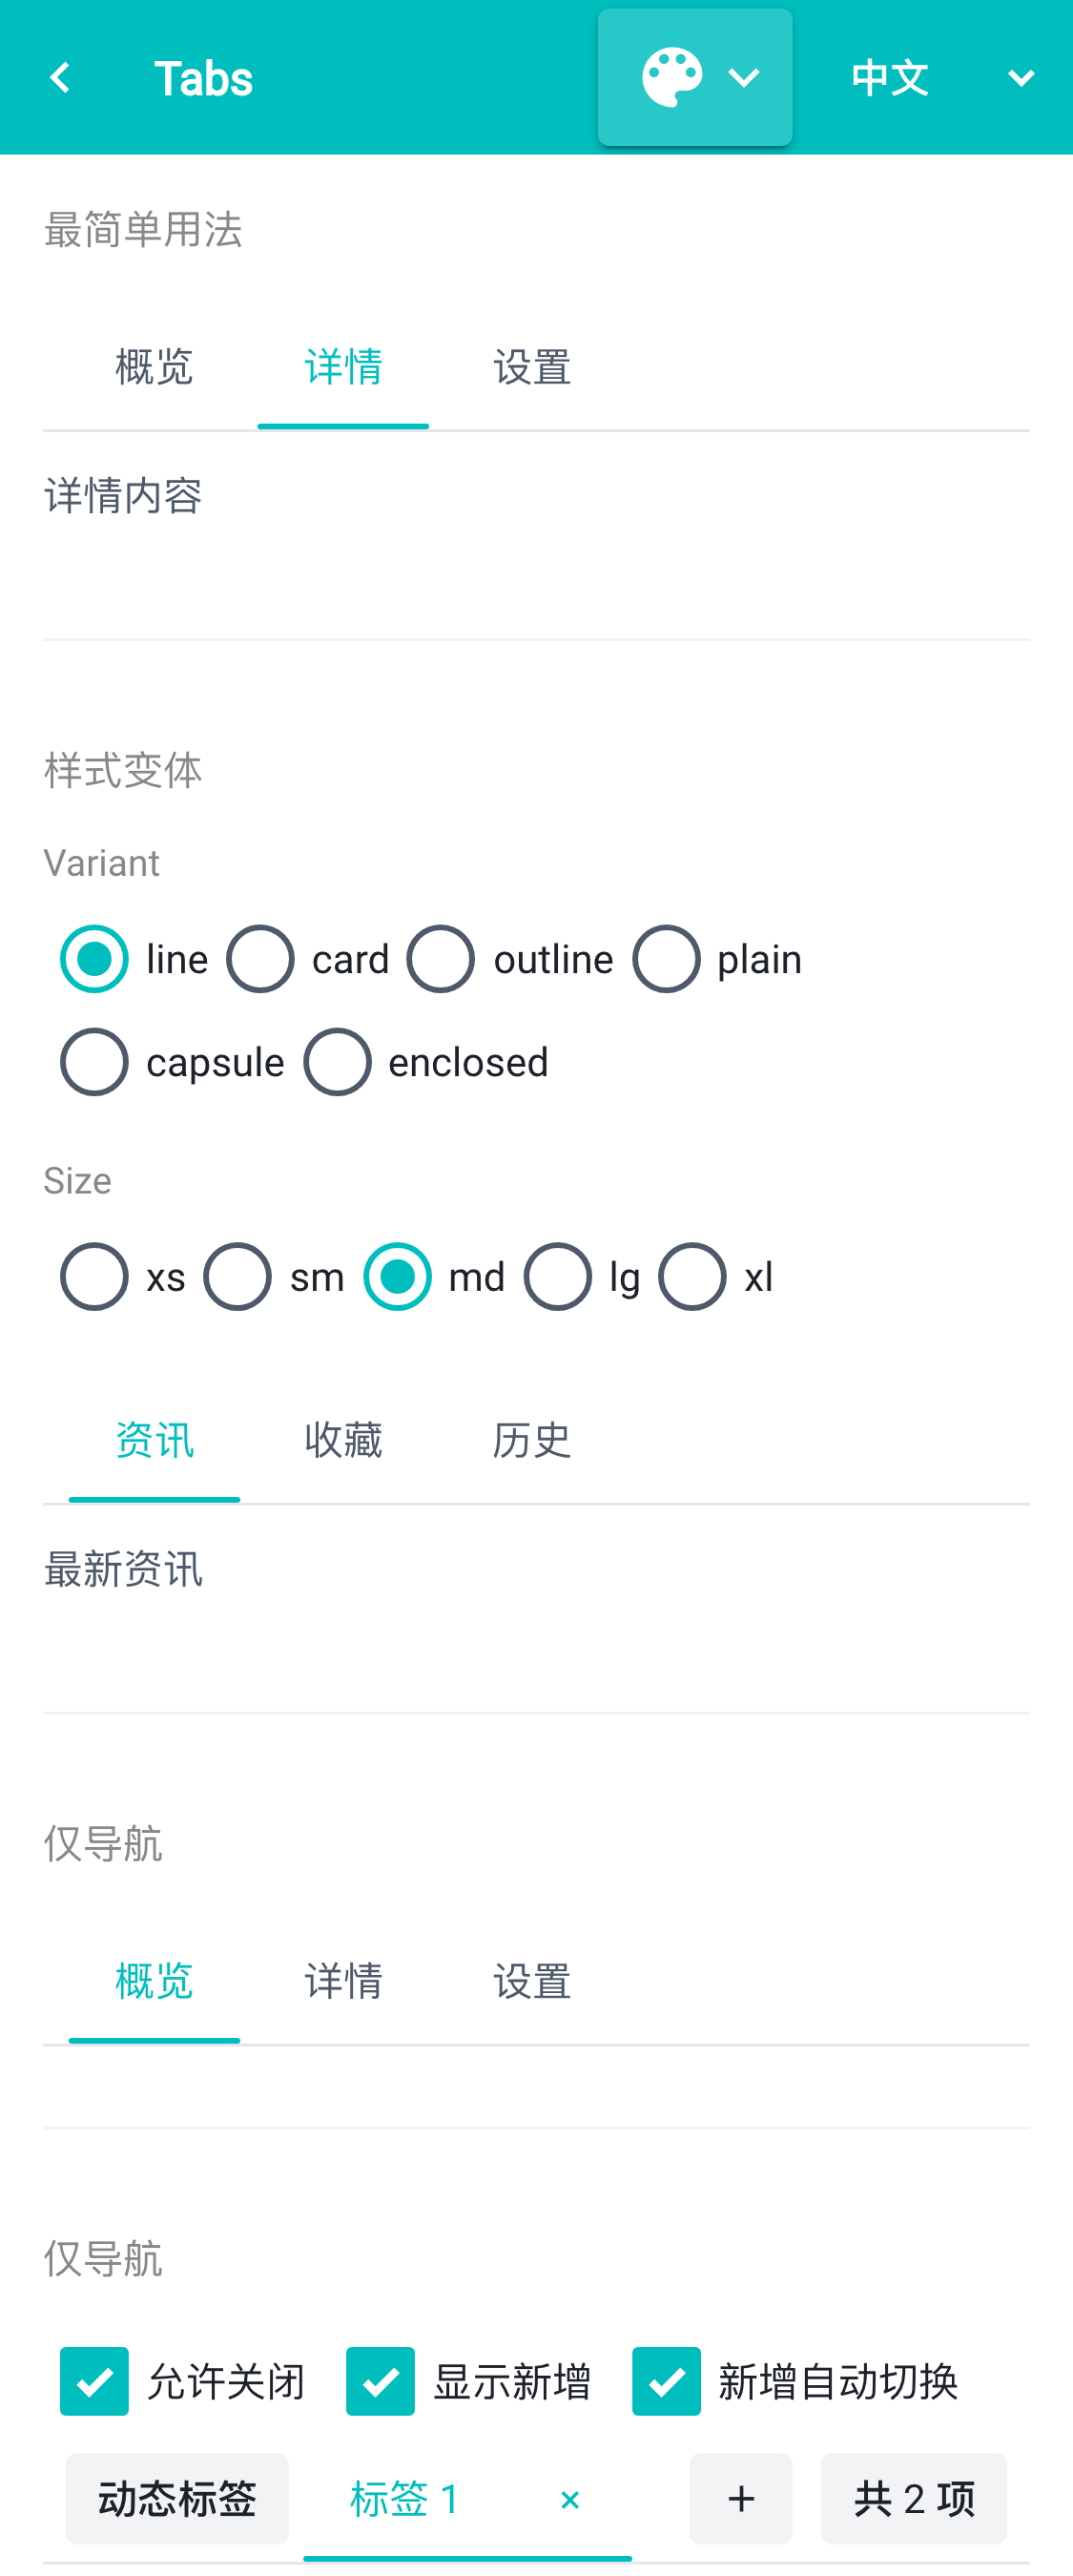 Tabs 中文
最简单用法
概览 详情 设置
详情内容
样式变体
Variant
line card outline plain
capsule enclosed
Size
xs sm md lg xl
资讯 收藏 历史
最新资讯
仅导航
概览 详情 设置
仅导航
允许关闭 显示新增 新增自动切换
动态标签 标签 1 × + 共 2 项